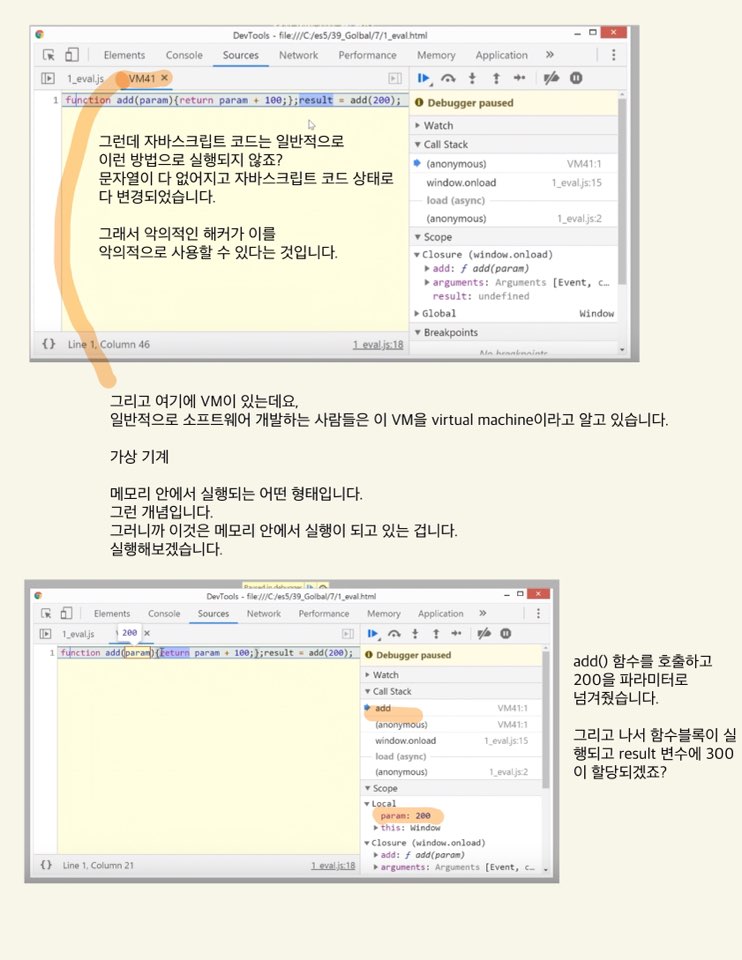 DevTools - file:///C:/es5/39_Golbal/7/1_eval.html
Elements Console Sources Network Performance Memory Application »
1_eval.js VM41 ×
1 function add(param){return param + 100;};result = add(200);
그런데 자바스크립트 코드는 일반적으로
이런 방법으로 실행되지 않죠?
문자열이 다 없어지고 자바스크립트 코드 상태로
다 변경되었습니다.
그래서 악의적인 해커가 이를
악의적으로 사용할 수 있다는 것입니다.
{} Line 1, Column 46 1_eval.js:18
Debugger paused
Watch
Call Stack
(anonymous) VM41:1
window.onload 1_eval.js:15
load (async)
(anonymous) 1_eval.js:2
Scope
Closure (window.onload)
add: ƒ add(param)
arguments: Arguments [Event, c…
result: undefined
Global Window
Breakpoints
No breakpoints
그리고 여기에 VM이 있는데요,
일반적으로 소프트웨어 개발하는 사람들은 이 VM을 virtual machine이라고 알고 있습니다.
가상 기계
메모리 안에서 실행되는 어떤 형태입니다.
그런 개념입니다.
그러니까 이것은 메모리 안에서 실행이 되고 있는 겁니다.
실행해보겠습니다.
DevTools - file:///C:/es5/39_Golbal/7/1_eval.html
Elements Console Sources Network Performance Memory Application »
1_eval.js 200 ×
1 function add(param){return param + 100;};result = add(200);
{} Line 1, Column 21 1_eval.js:18
Debugger paused
Watch
Call Stack
add VM41:1
(anonymous) VM41:1
window.onload 1_eval.js:15
load (async)
(anonymous) 1_eval.js:2
Scope
Local
param: 200
this: Window
Closure (window.onload)
add: ƒ add(param)
arguments: Arguments [Event, c…
add() 함수를 호출하고
200을 파라미터로
넘겨줬습니다.
그리고 나서 함수블록이 실
행되고 result 변수에 300
이 할당되겠죠?